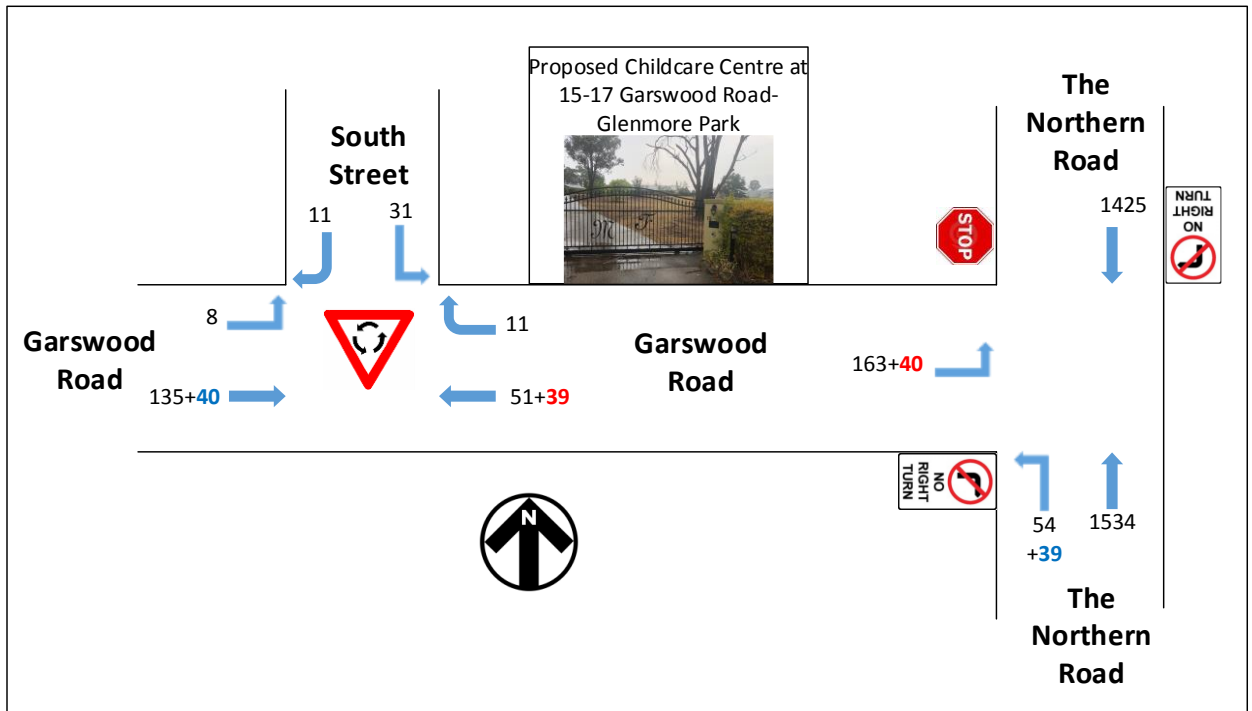 Proposed Childcare Centre at
15-17 Garswood Road-
Glenmore Park
M F
South
Street
11
31
The
Northern
Road
1425
NO
RIGHT
TURN
STOP
8
11
Garswood
Road
135+40
51+39
Garswood
Road
163+40
NO
RIGHT
TURN
N
54
+39
1534
The
Northern
Road